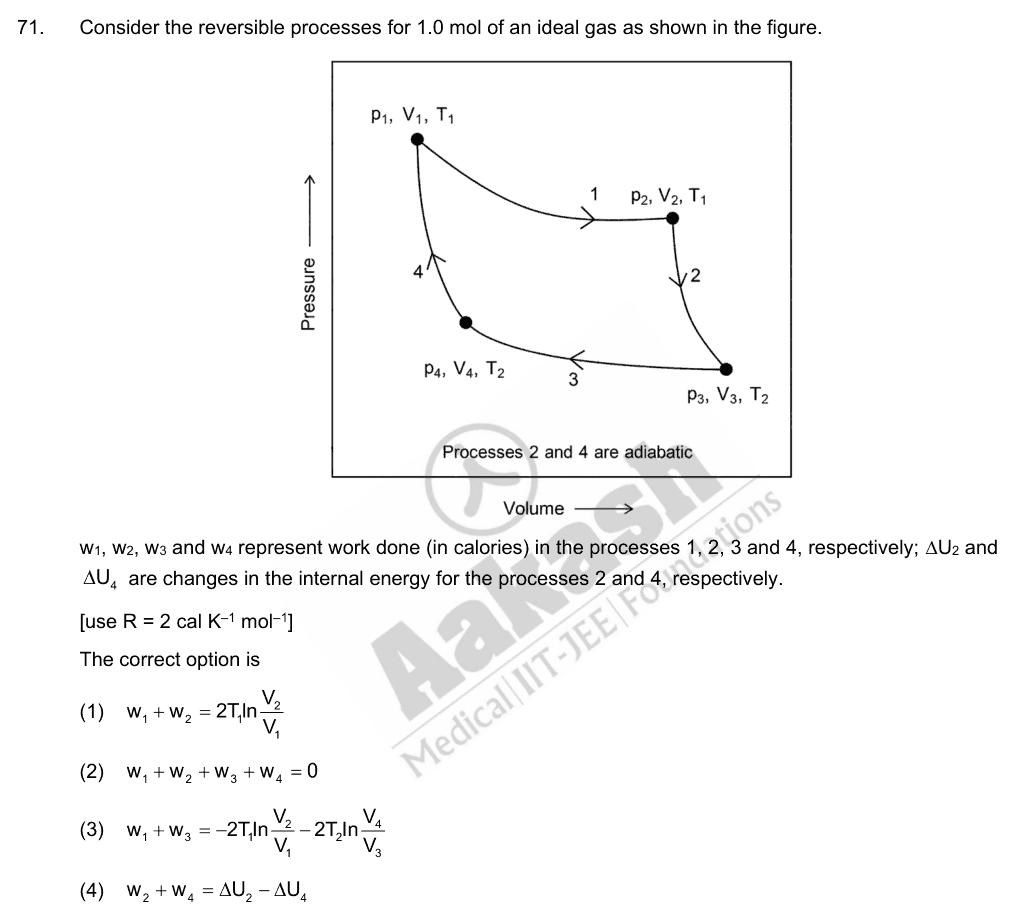 71. Consider the reversible processes for 1.0 mol of an ideal gas as shown in the figure.
p₁, V₁, T₁
1 p₂, V₂, T₁
Pressure
4
2
p₄, V₄, T₂
3
p₃, V₃, T₂
Processes 2 and 4 are adiabatic
Volume
w₁, w₂, w₃ and w₄ represent work done (in calories) in the processes 1, 2, 3 and 4, respectively; ΔU₂ and
ΔU₄ are changes in the internal energy for the processes 2 and 4, respectively.
[use R = 2 cal K⁻¹ mol⁻¹]
The correct option is
(1) w₁ + w₂ = 2T₁ln V₂/V₁
(2) w₁ + w₂ + w₃ + w₄ = 0
(3) w₁ + w₃ = –2T₁ln V₂/V₁ – 2T₂ln V₄/V₃
(4) w₂ + w₄ = ΔU₂ – ΔU₄
Aakash
Medical|IIT-JEE|Foundations